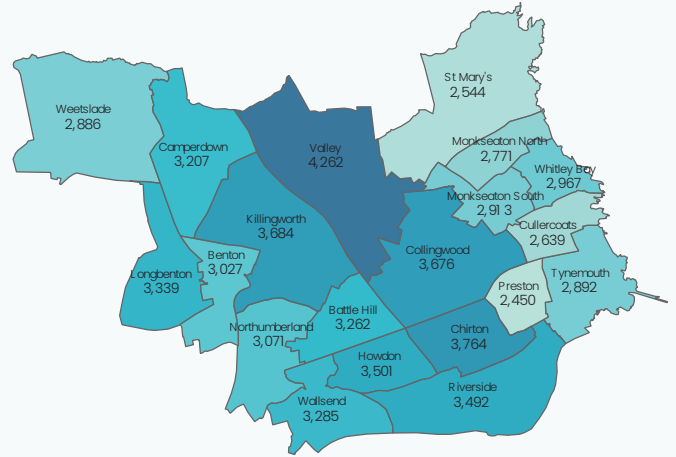 St Mary's
2,544
Weetslade
2,886
Monkseaton North
2,771
Camperdown
3,207
Valley
4,262
Whitley Bay
2,967
Monkseaton South
2,913
Killingworth
3,684
Cullercoats
2,639
Collingwood
3,676
Benton
3,027
Longbenton
3,339
Tynemouth
2,892
Preston
2,450
Battle Hill
3,262
Northumberland
3,071
Chirton
3,764
Howdon
3,501
Riverside
3,492
Wallsend
3,285